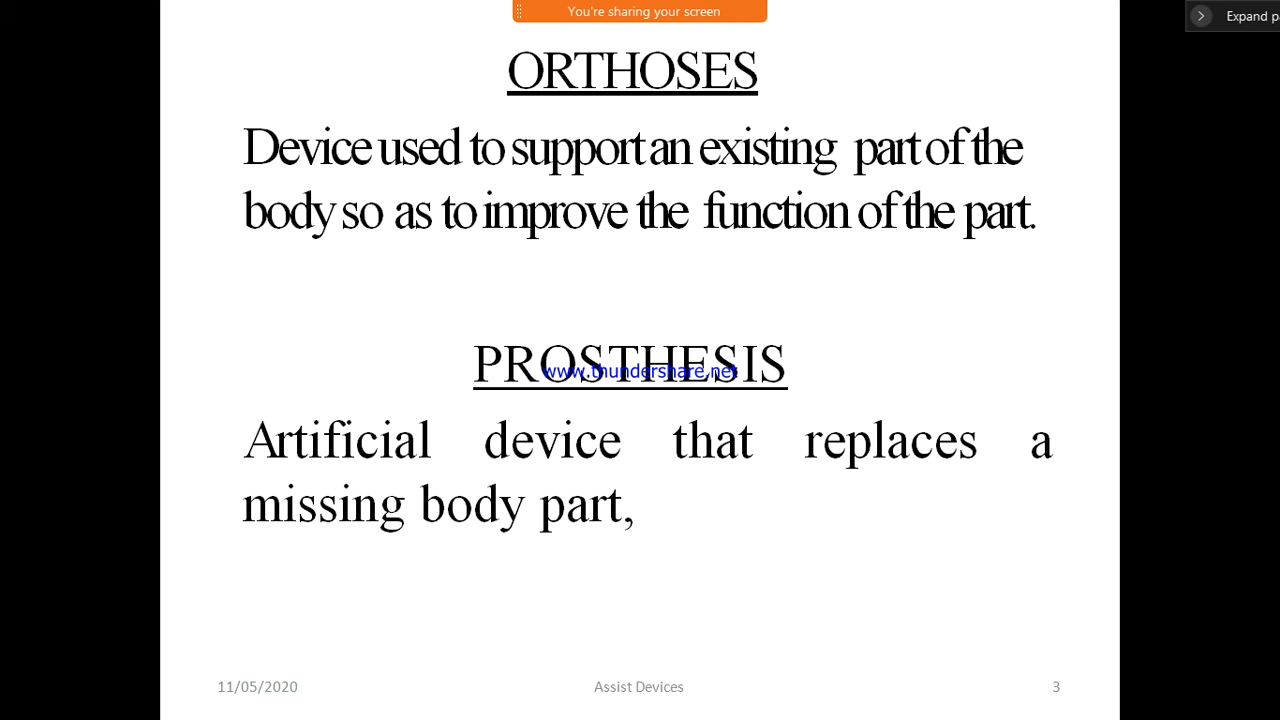 You're sharing your screen
Expand p
ORTHOSES
Device used to support an existing part of the
body so as to improve the function of the part.
PROSTHESIS
www.thundershare.net
Artificial device that replaces a
missing body part,
11/05/2020 Assist Devices 3